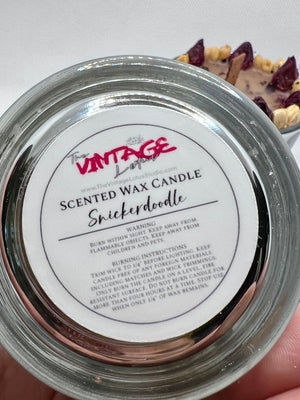 The
VINTAGE
Lotus
www.TheVintageLotusStudio.com
SCENTED WAX CANDLE
Snickerdoodle
WARNING
BURN WITHIN SIGHT. KEEP AWAY FROM
FLAMMABLY OBJECTS. KEEP AWAY FROM
CHILDREN AND PETS.
BURNING INSTRUCTIONS
TRIM WICK TO ¼" BEFORE LIGHTING. KEEP
CANDLE FREE OF ANY FOREIGN MATERIALS
INCLUDING MATCHES AND WICK TRIMMINGS.
ONLY BURN THE CANDLE ON A LEVEL, FIRE
RESISTANT SURFACE. DO NOT BURN CANDLE FOR
MORE THAN FOUR HOURS AT A TIME. STOP USE
WHEN ONLY ¼" OF WAX REMAINS.